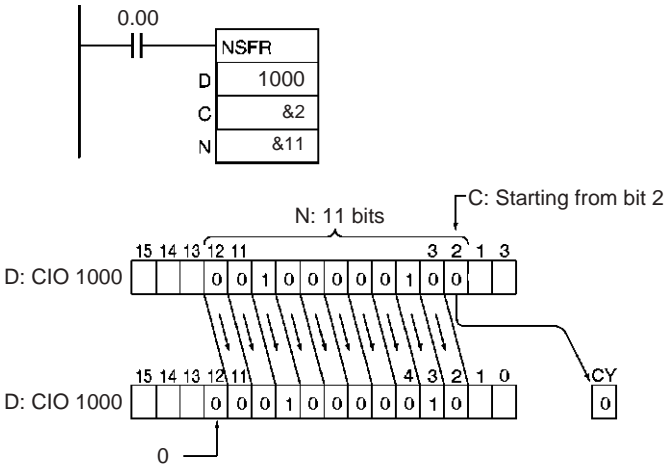 0.00
NSFR
D 1000
C &2
N &11
C: Starting from bit 2
N: 11 bits
15 14 13 12 11 3 2 1 3
D: CIO 1000 0 0 1 0 0 0 0 0 1 0 0
15 14 13 12 11 4 3 2 1 0 CY
D: CIO 1000 0 0 0 1 0 0 0 0 0 1 0 0
0